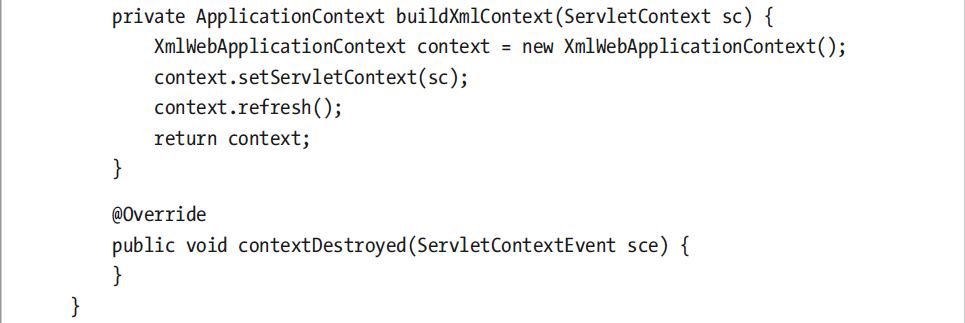 private ApplicationContext buildXmlContext(ServletContext sc) {
XmlWebApplicationContext context = new XmlWebApplicationContext();
context.setServletContext(sc);
context.refresh();
return context;
}
@Override
public void contextDestroyed(ServletContextEvent sce) {
}
}